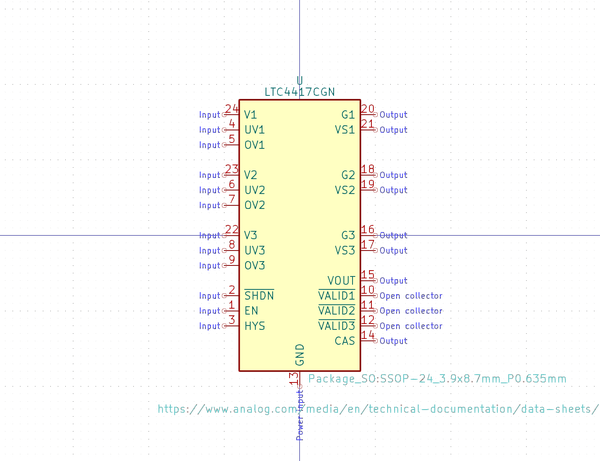 U
LTC4417CGN
Input 24 V1 G1 20 Output
Input 4 UV1 VS1 21 Output
Input 5 OV1
Input 23 V2 G2 18 Output
Input 6 UV2 VS2 19 Output
Input 7 OV2
Input 22 V3 G3 16 Output
Input 8 UV3 VS3 17 Output
Input 9 OV3
VOUT 15 Output
Input 2 SHDN VALID1 10 Open collector
Input 1 EN VALID2 11 Open collector
Input 3 HYS VALID3 12 Open collector
CAS 14 Output
GND
13
Power input
Package_SO:SSOP-24_3.9x8.7mm_P0.635mm
https://www.analog.com/media/en/technical-documentation/data-sheets/